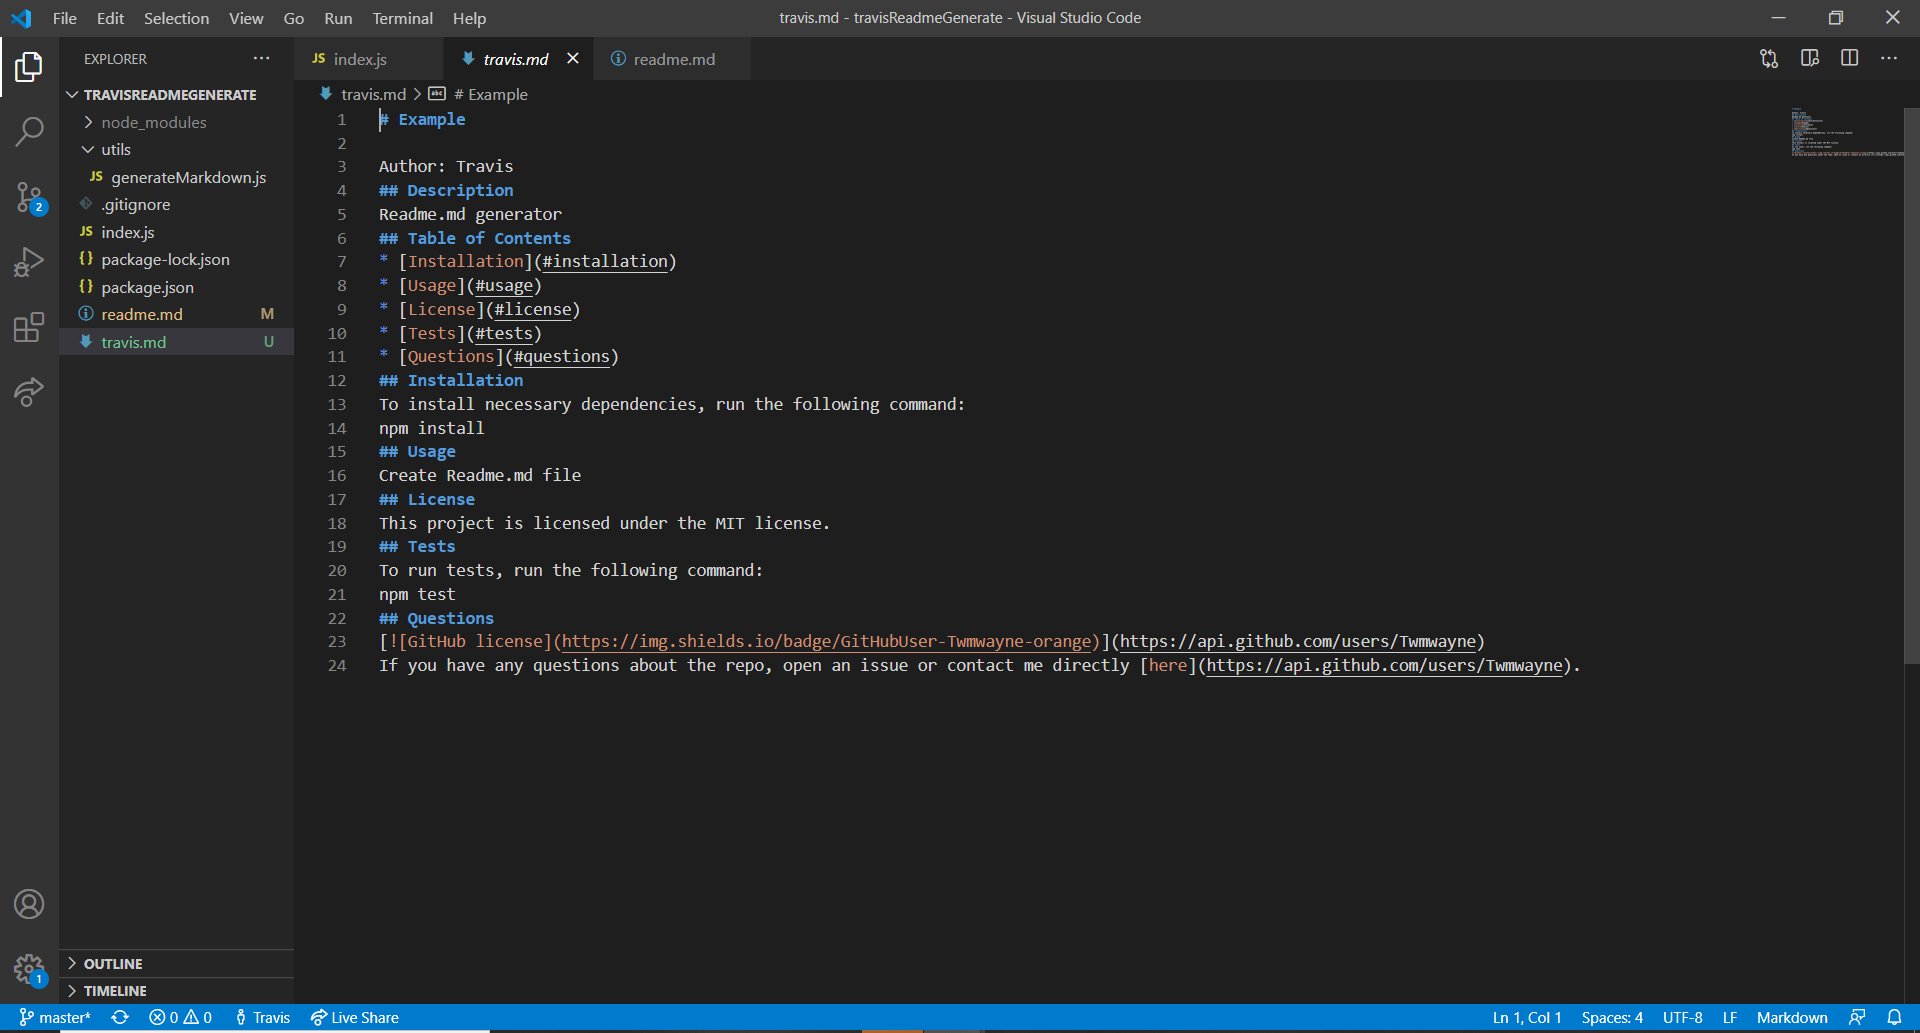 File Edit Selection View Go Run Terminal Help
travis.md - travisReadmeGenerate - Visual Studio Code
EXPLORER
TRAVISREADMEGENERATE
node_modules
utils
JS generateMarkdown.js
.gitignore
JS index.js
{} package-lock.json
{} package.json
readme.md M
travis.md U
OUTLINE
TIMELINE
2
1
JS index.js travis.md readme.md
travis.md > abc # Example
1 # Example
2
3 Author: Travis
4 ## Description
5 Readme.md generator
6 ## Table of Contents
7 * [Installation](#installation)
8 * [Usage](#usage)
9 * [License](#license)
10 * [Tests](#tests)
11 * [Questions](#questions)
12 ## Installation
13 To install necessary dependencies, run the following command:
14 npm install
15 ## Usage
16 Create Readme.md file
17 ## License
18 This project is licensed under the MIT license.
19 ## Tests
20 To run tests, run the following command:
21 npm test
22 ## Questions
23 [![GitHub license](https://img.shields.io/badge/GitHubUser-Twmwayne-orange)](https://api.github.com/users/Twmwayne)
24 If you have any questions about the repo, open an issue or contact me directly [here](https://api.github.com/users/Twmwayne).
master* 0 0 Travis Live Share Ln 1, Col 1 Spaces: 4 UTF-8 LF Markdown